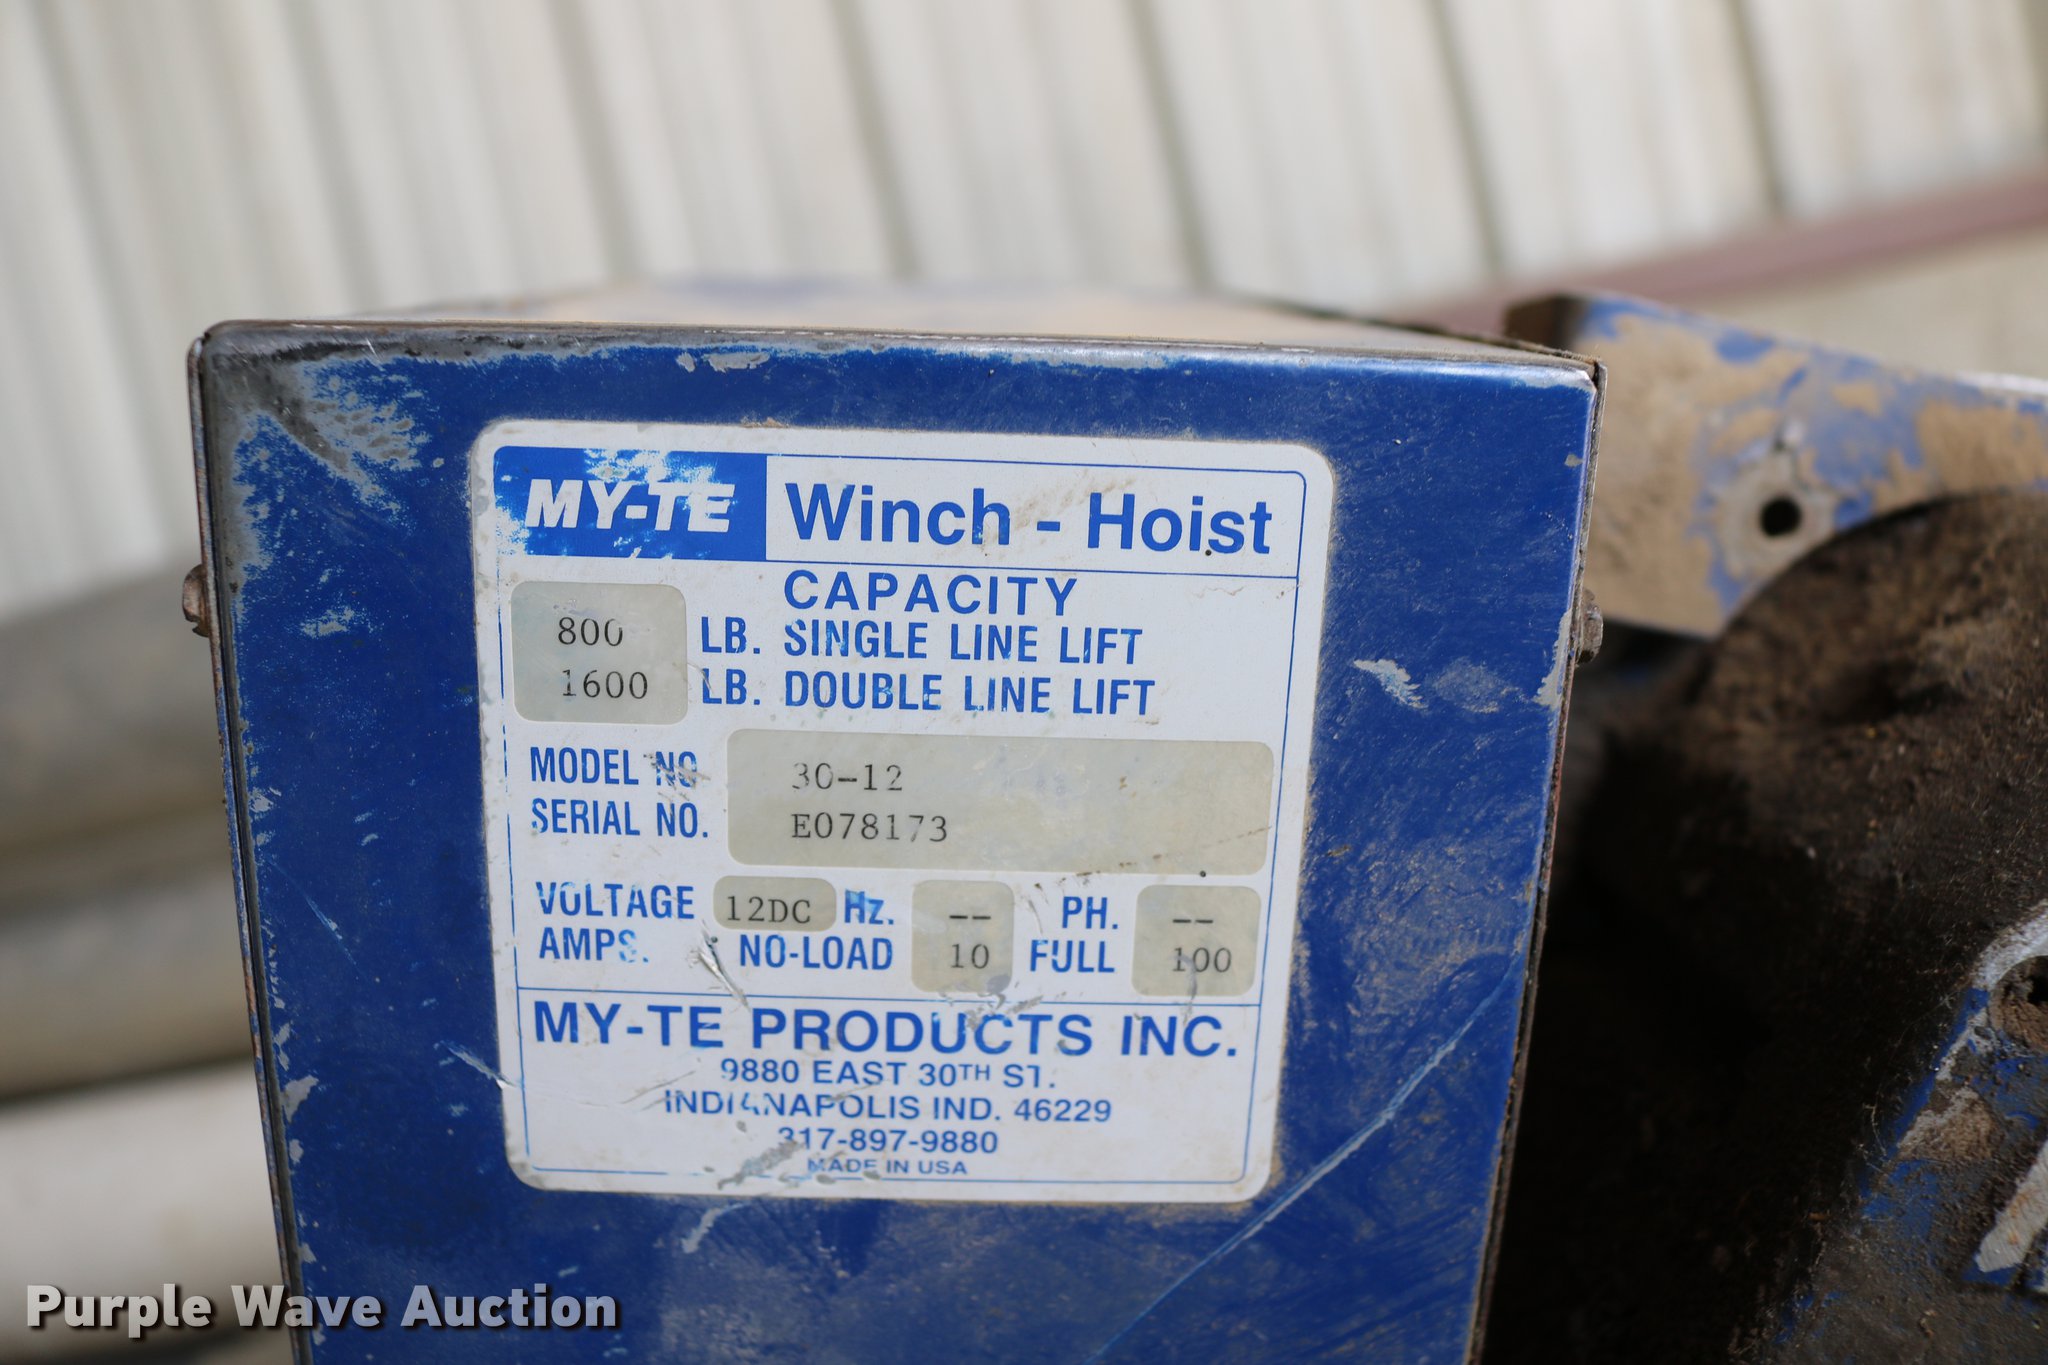 MY-TE Winch - Hoist
CAPACITY
800 LB. SINGLE LINE LIFT
1600 LB. DOUBLE LINE LIFT
MODEL NO. 30-12
SERIAL NO. E078173
VOLTAGE 12DC Hz. -- PH. --
AMPS. NO-LOAD 10 FULL 100
MY-TE PRODUCTS INC.
9880 EAST 30TH ST.
INDIANAPOLIS IND. 46229
317-897-9880
MADE IN USA
Purple Wave Auction